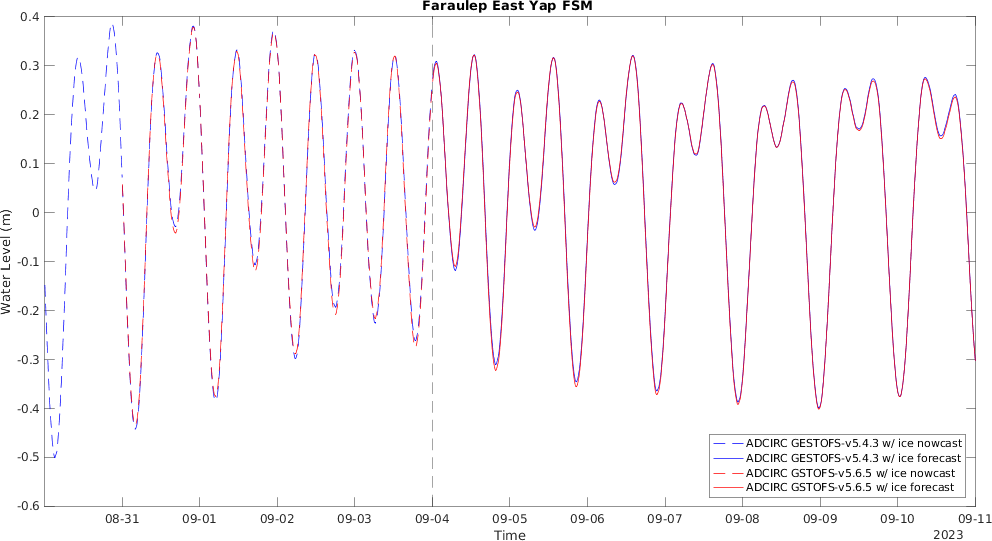 Faraulep East Yap FSM
0.4
0.3
0.2
0.1
0
-0.1
-0.2
-0.3
-0.4
-0.5
-0.6
Water Level (m)
ADCIRC GESTOFS-v5.4.3 w/ ice nowcast
ADCIRC GESTOFS-v5.4.3 w/ ice forecast
ADCIRC GSTOFS-v5.6.5 w/ ice nowcast
ADCIRC GSTOFS-v5.6.5 w/ ice forecast
08-31 09-01 09-02 09-03 09-04 09-05 09-06 09-07 09-08 09-09 09-10 09-11
Time
2023